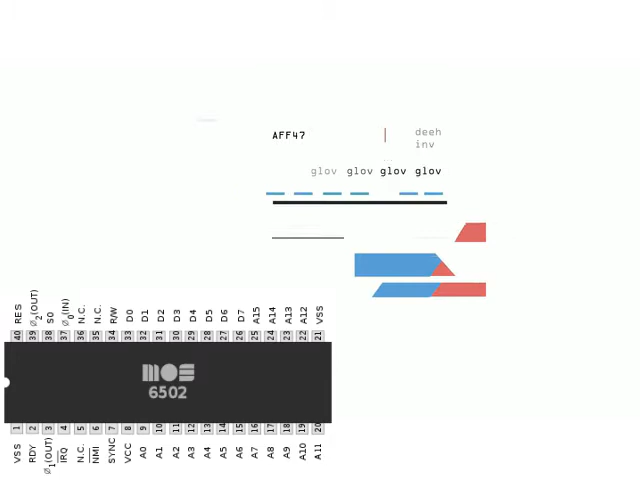 AFF47
deeh
inv
glov glov glov glov
RES Ø2(OUT) SO Ø0(IN) N.C. N.C. R/W D0 D1 D2 D3 D4 D5 D6 D7 A15 A14 A13 A12 VSS
40 39 38 37 36 35 34 33 32 31 30 29 28 27 26 25 24 23 22 21
mos
6502
1 2 3 4 5 6 7 8 9 10 11 12 13 14 15 16 17 18 19 20
VSS RDY Ø1(OUT) IRQ N.C. NMI SYNC VCC A0 A1 A2 A3 A4 A5 A6 A7 A8 A9 A10 A11